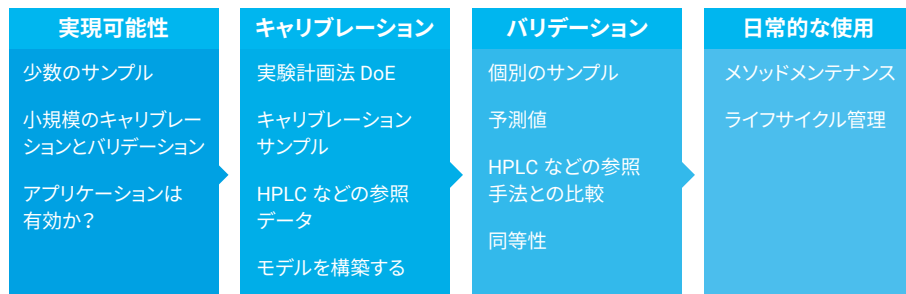 実現可能性
少数のサンプル
小規模のキャリブレー
ションとバリデーション
アプリケーションは
有効か？
キャリブレーション
実験計画法 DoE
キャリブレーション
サンプル
HPLC などの参照
データ
モデルを構築する
バリデーション
個別のサンプル
予測値
HPLC などの参照
手法との比較
同等性
日常的な使用
メソッドメンテナンス
ライフサイクル管理